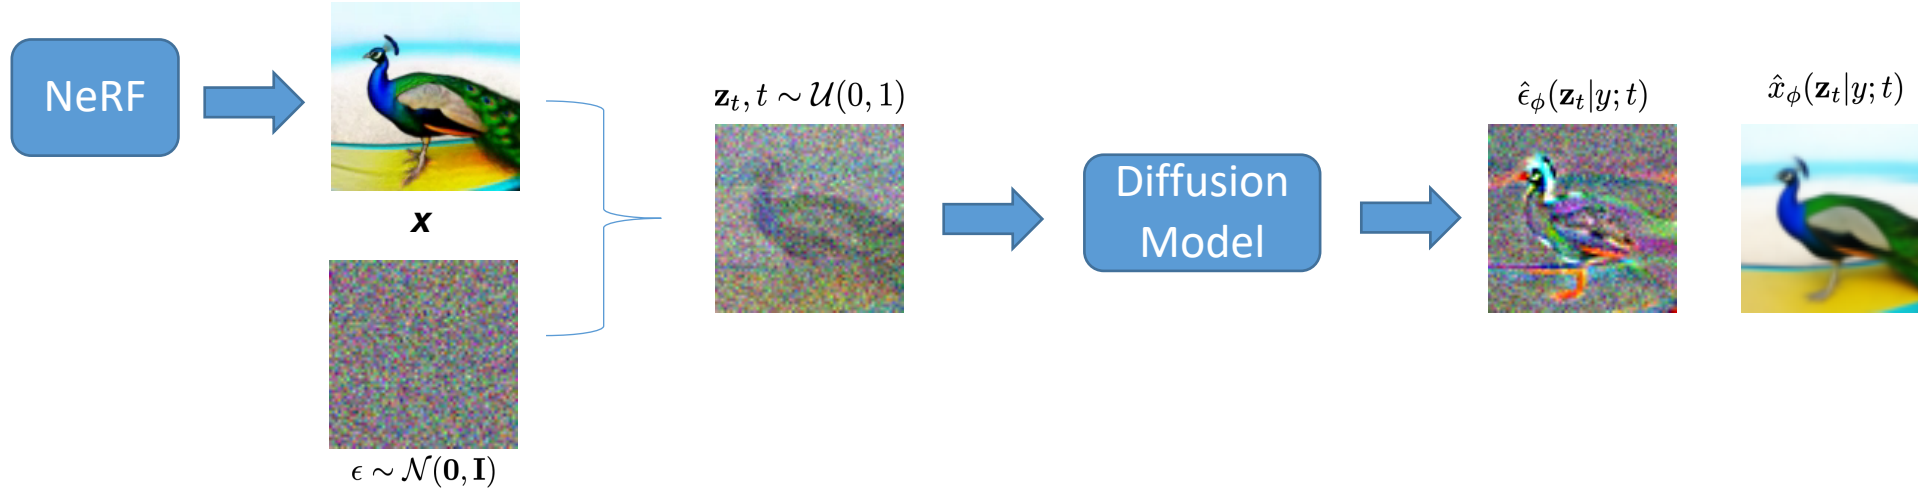 NeRF
x
ϵ ∼ 𝒩(0, I)
z_t, t ∼ 𝒰(0, 1)
Diffusion
Model
ϵ̂_ϕ(z_t|y; t)
x̂_ϕ(z_t|y; t)